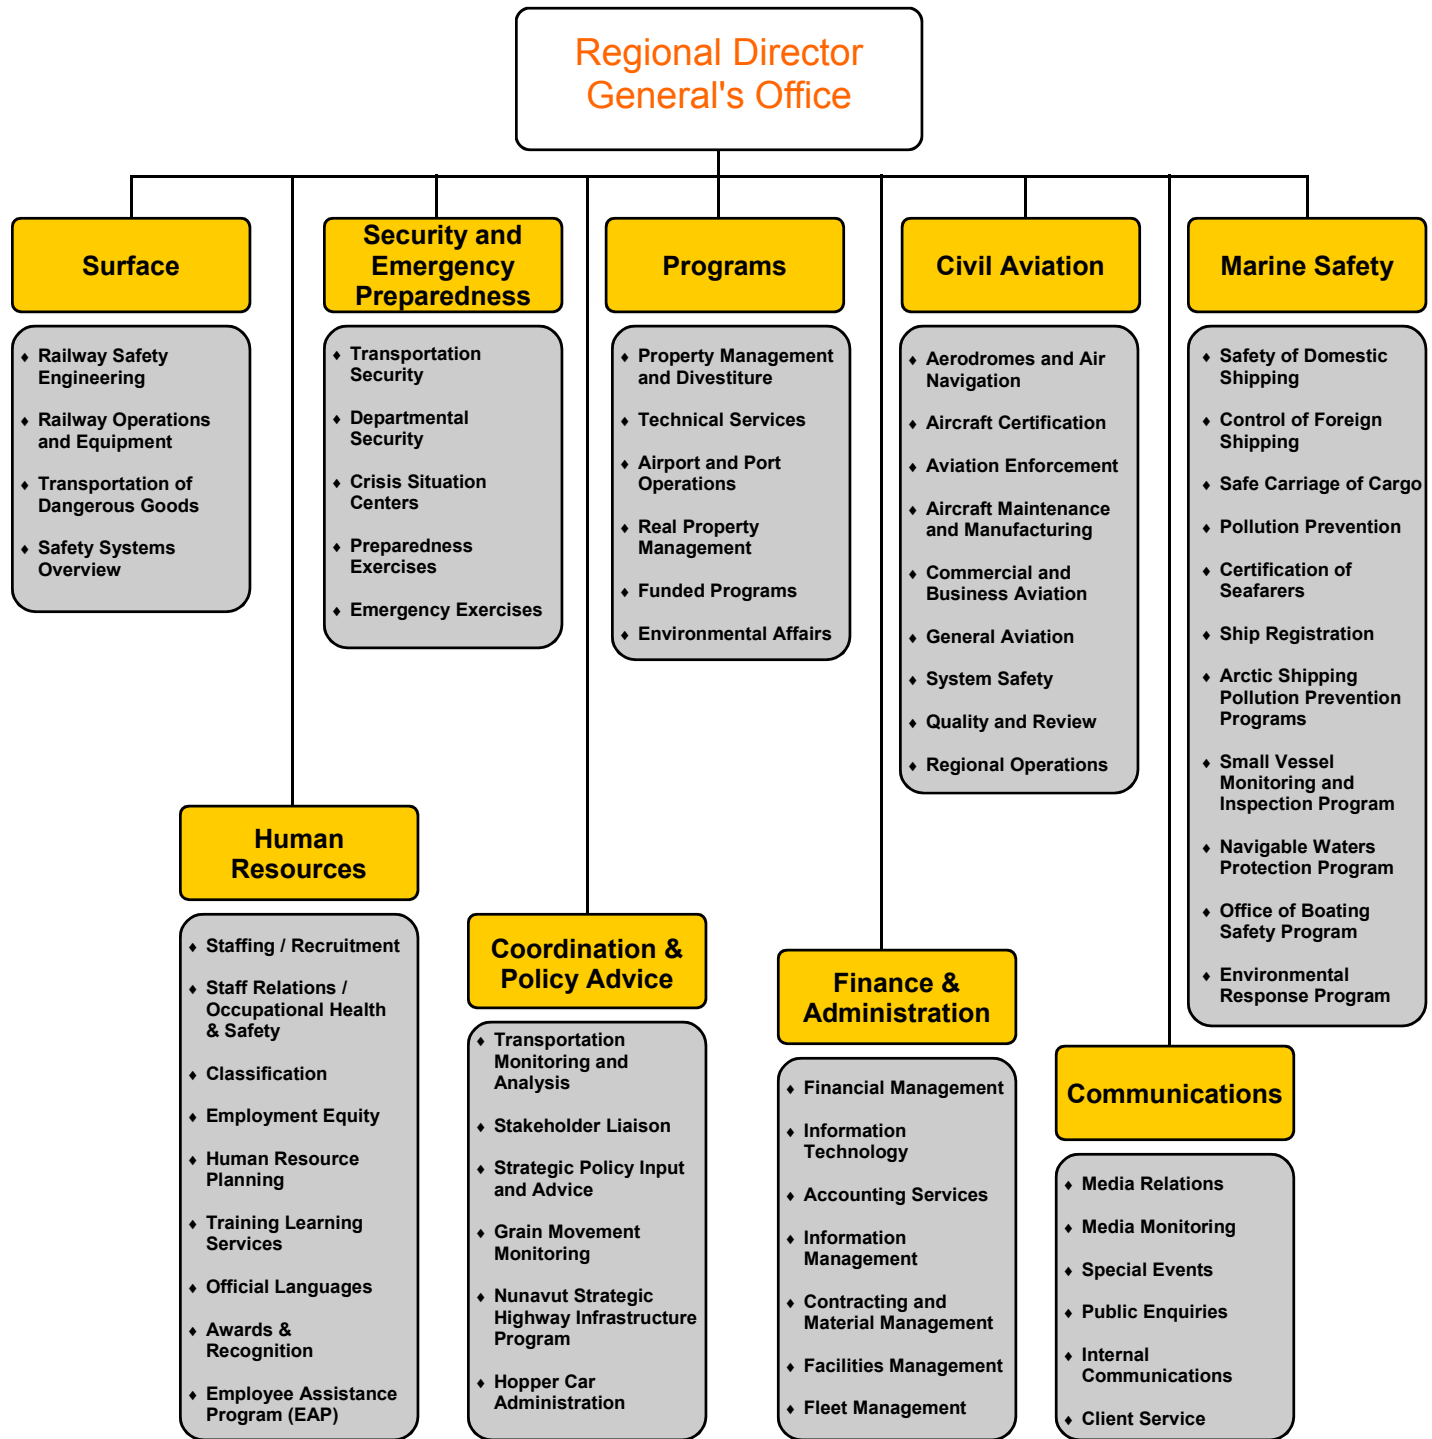 Regional Director
General's Office
Surface
♦ Railway Safety
Engineering
♦ Railway Operations
and Equipment
♦ Transportation of
Dangerous Goods
♦ Safety Systems
Overview
Security and
Emergency
Preparedness
♦ Transportation
Security
♦ Departmental
Security
♦ Crisis Situation
Centers
♦ Preparedness
Exercises
♦ Emergency Exercises
Programs
♦ Property Management
and Divestiture
♦ Technical Services
♦ Airport and Port
Operations
♦ Real Property
Management
♦ Funded Programs
♦ Environmental Affairs
Civil Aviation
♦ Aerodromes and Air
Navigation
♦ Aircraft Certification
♦ Aviation Enforcement
♦ Aircraft Maintenance
and Manufacturing
♦ Commercial and
Business Aviation
♦ General Aviation
♦ System Safety
♦ Quality and Review
♦ Regional Operations
Marine Safety
♦ Safety of Domestic
Shipping
♦ Control of Foreign
Shipping
♦ Safe Carriage of Cargo
♦ Pollution Prevention
♦ Certification of
Seafarers
♦ Ship Registration
♦ Arctic Shipping
Pollution Prevention
Programs
♦ Small Vessel
Monitoring and
Inspection Program
♦ Navigable Waters
Protection Program
♦ Office of Boating
Safety Program
♦ Environmental
Response Program
Human
Resources
♦ Staffing / Recruitment
♦ Staff Relations /
Occupational Health
& Safety
♦ Classification
♦ Employment Equity
♦ Human Resource
Planning
♦ Training Learning
Services
♦ Official Languages
♦ Awards &
Recognition
♦ Employee Assistance
Program (EAP)
Coordination &
Policy Advice
♦ Transportation
Monitoring and
Analysis
♦ Stakeholder Liaison
♦ Strategic Policy Input
and Advice
♦ Grain Movement
Monitoring
♦ Nunavut Strategic
Highway Infrastructure
Program
♦ Hopper Car
Administration
Finance &
Administration
♦ Financial Management
♦ Information
Technology
♦ Accounting Services
♦ Information
Management
♦ Contracting and
Material Management
♦ Facilities Management
♦ Fleet Management
Communications
♦ Media Relations
♦ Media Monitoring
♦ Special Events
♦ Public Enquiries
♦ Internal
Communications
♦ Client Service